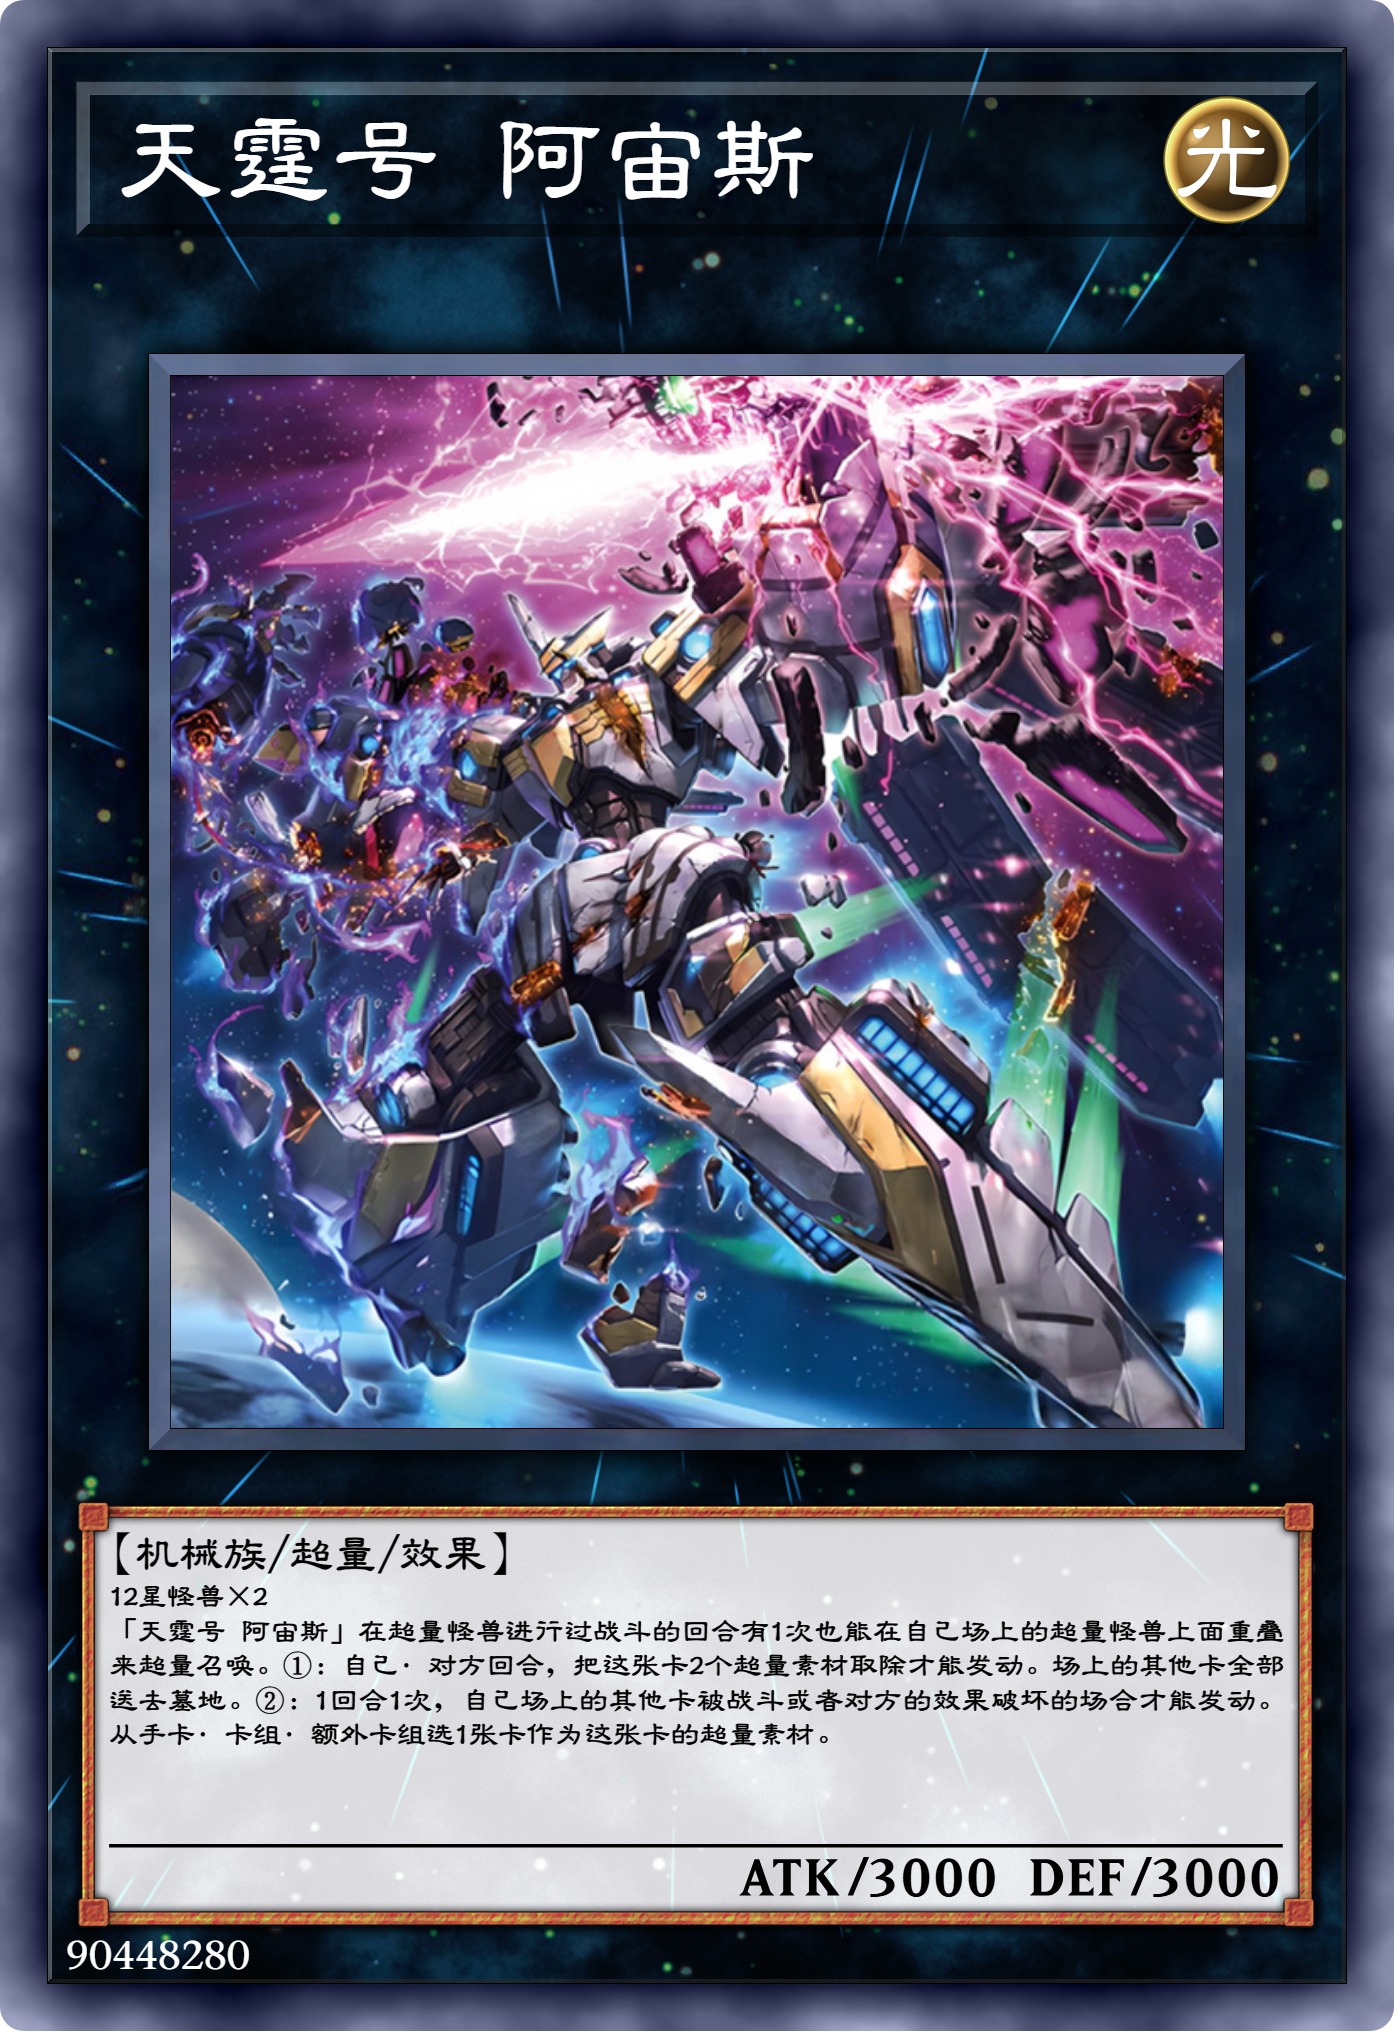 天霆号 阿宙斯
光
【机械族/超量/效果】
12星怪兽×2
「天霆号 阿宙斯」在超量怪兽进行过战斗的回合有1次也能在自己场上的超量怪兽上面重叠
来超量召唤。①：自己·对方回合，把这张卡2个超量素材取除才能发动。场上的其他卡全部
送去墓地。②：1回合1次，自己场上的其他卡被战斗或者对方的效果破坏的场合才能发动。
从手卡·卡组·额外卡组选1张卡作为这张卡的超量素材。
ATK/3000 DEF/3000
90448280